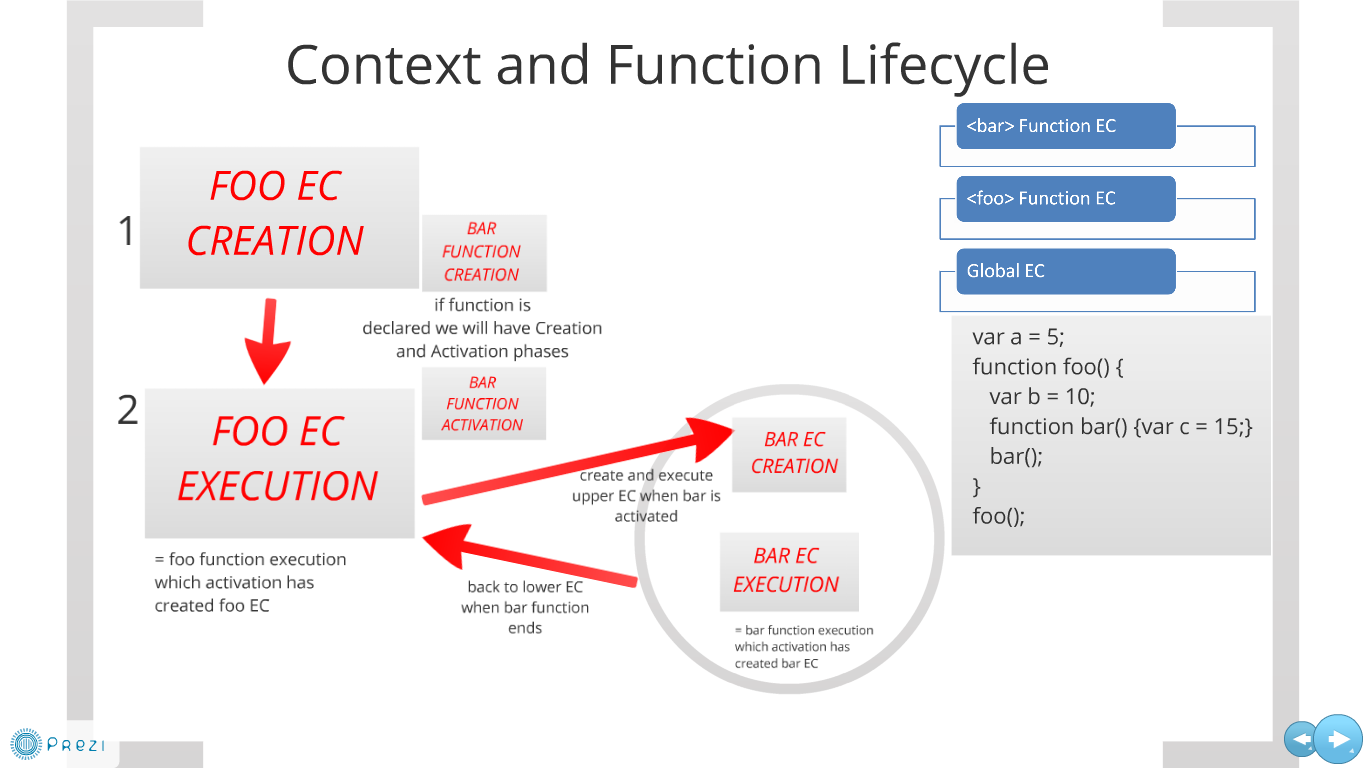 Context and Function Lifecycle
1
FOO EC
CREATION
BAR
FUNCTION
CREATION
if function is
declared we will have Creation
and Activation phases
2
FOO EC
EXECUTION
BAR
FUNCTION
ACTIVATION
= foo function execution
which activation has
created foo EC
create and execute
upper EC when bar is
activated
back to lower EC
when bar function
ends
BAR EC
CREATION
BAR EC
EXECUTION
= bar function execution
which activation has
created bar EC
<bar> Function EC
<foo> Function EC
Global EC
var a = 5;
function foo() {
var b = 10;
function bar() {var c = 15;}
bar();
}
foo();
Prezi